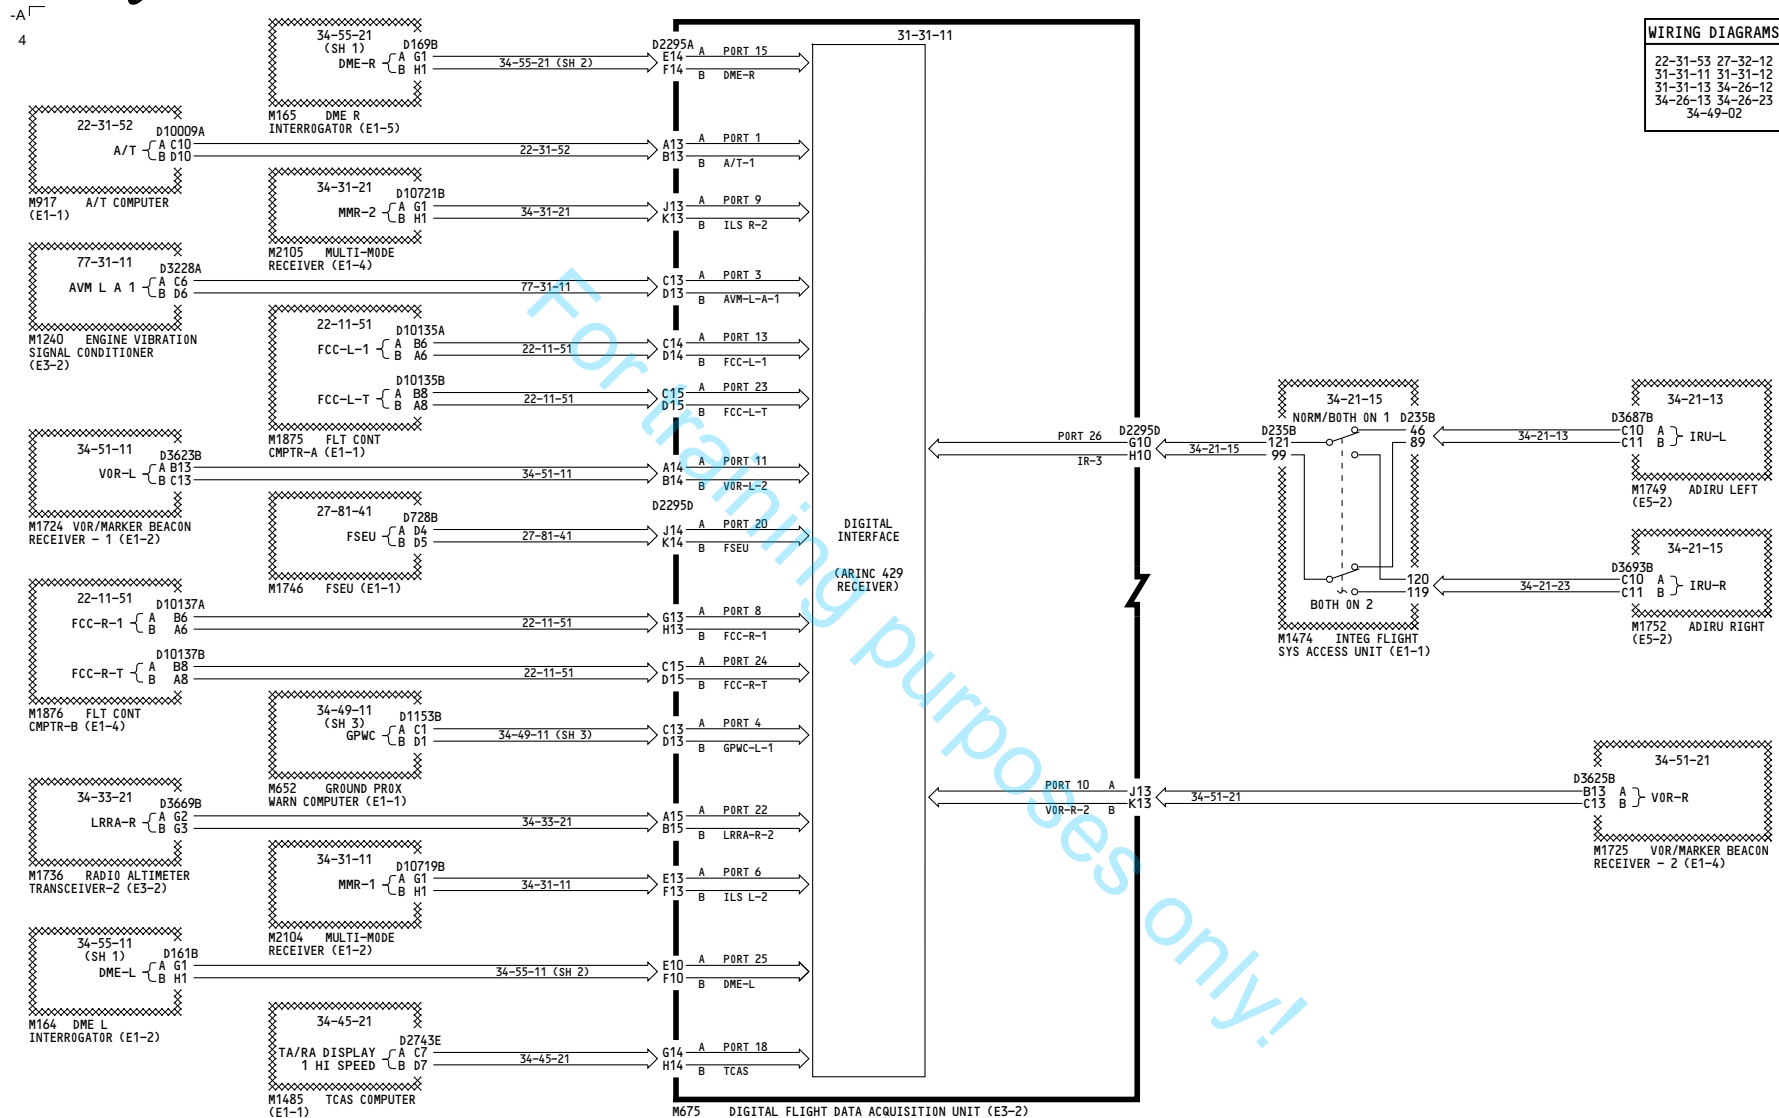 -A
4
WIRING DIAGRAMS
22-31-53 27-32-12
31-31-11 31-31-12
31-31-13 34-26-12
34-26-13 34-26-23
34-49-02
31-31-11
34-55-21
(SH 1) D169B
DME-R A G1
B H1
34-55-21 (SH 2)
D2295A
E14 A PORT 15
F14 B DME-R
M165 DME R
INTERROGATOR (E1-5)
22-31-52
D10009A
A/T A C10
B D10
22-31-52
A13 A PORT 1
B13 B A/T-1
M917 A/T COMPUTER
(E1-1)
34-31-21
D10721B
MMR-2 A G1
B H1
34-31-21
J13 A PORT 9
K13 B ILS R-2
M2105 MULTI-MODE
RECEIVER (E1-4)
77-31-11
D3228A
AVM L A 1 A C6
B D6
77-31-11
C13 A PORT 3
D13 B AVM-L-A-1
M1240 ENGINE VIBRATION
SIGNAL CONDITIONER
(E3-2)
22-11-51
D10135A
FCC-L-1 A B6
B A6
22-11-51
C14 A PORT 13
D14 B FCC-L-1
D10135B
FCC-L-T A B8
B A8
22-11-51
C15 A PORT 23
D15 B FCC-L-T
M1875 FLT CONT
CMPTR-A (E1-1)
34-51-11
D3623B
VOR-L A B13
B C13
34-51-11
A14 A PORT 11
B14 B VOR-L-2
M1724 VOR/MARKER BEACON
RECEIVER - 1 (E1-2)
27-81-41
D728B
FSEU A D4
B D5
27-81-41
D2295D
J14 A PORT 20
K14 B FSEU
M1746 FSEU (E1-1)
22-11-51
D10137A
FCC-R-1 A B6
B A6
22-11-51
G13 A PORT 8
H13 B FCC-R-1
D10137B
FCC-R-T A B8
B A8
22-11-51
C15 A PORT 24
D15 B FCC-R-T
M1876 FLT CONT
CMPTR-B (E1-4)
34-49-11
(SH 3) D1153B
GPWC A C1
B D1
34-49-11 (SH 3)
C13 A PORT 4
D13 B GPWC-L-1
M652 GROUND PROX
WARN COMPUTER (E1-1)
34-33-21
D3669B
LRRA-R A G2
B G3
34-33-21
A15 A PORT 22
B15 B LRRA-R-2
M1736 RADIO ALTIMETER
TRANSCEIVER-2 (E3-2)
34-31-11
D10719B
MMR-1 A G1
B H1
34-31-11
E13 A PORT 6
F13 B ILS L-2
M2104 MULTI-MODE
RECEIVER (E1-2)
34-55-11
(SH 1) D161B
DME-L A G1
B H1
34-55-11 (SH 2)
E10 A PORT 25
F10 B DME-L
M164 DME L
INTERROGATOR (E1-2)
34-45-21
D2743E
TA/RA DISPLAY A C7
1 HI SPEED B D7
34-45-21
G14 A PORT 18
H14 B TCAS
M1485 TCAS COMPUTER
(E1-1)
DIGITAL
INTERFACE
(ARINC 429
RECEIVER)
M675 DIGITAL FLIGHT DATA ACQUISITION UNIT (E3-2)
PORT 26
IR-3
D2295D
G10
H10
34-21-15
34-21-15
NORM/BOTH ON 1 D235B
D235B
121
99
46
89
120
119
BOTH ON 2
M1474 INTEG FLIGHT
SYS ACCESS UNIT (E1-1)
34-21-13
34-21-13
D3687B
C10 A
C11 B IRU-L
M1749 ADIRU LEFT
(E5-2)
34-21-15
34-21-23
D3693B
C10 A
C11 B IRU-R
M1752 ADIRU RIGHT
(E5-2)
PORT 10 A J13
VOR-R-2 B K13
34-51-21
34-51-21
D3625B
B13 A
C13 B VOR-R
M1725 VOR/MARKER BEACON
RECEIVER - 2 (E1-4)
For training purposes only!